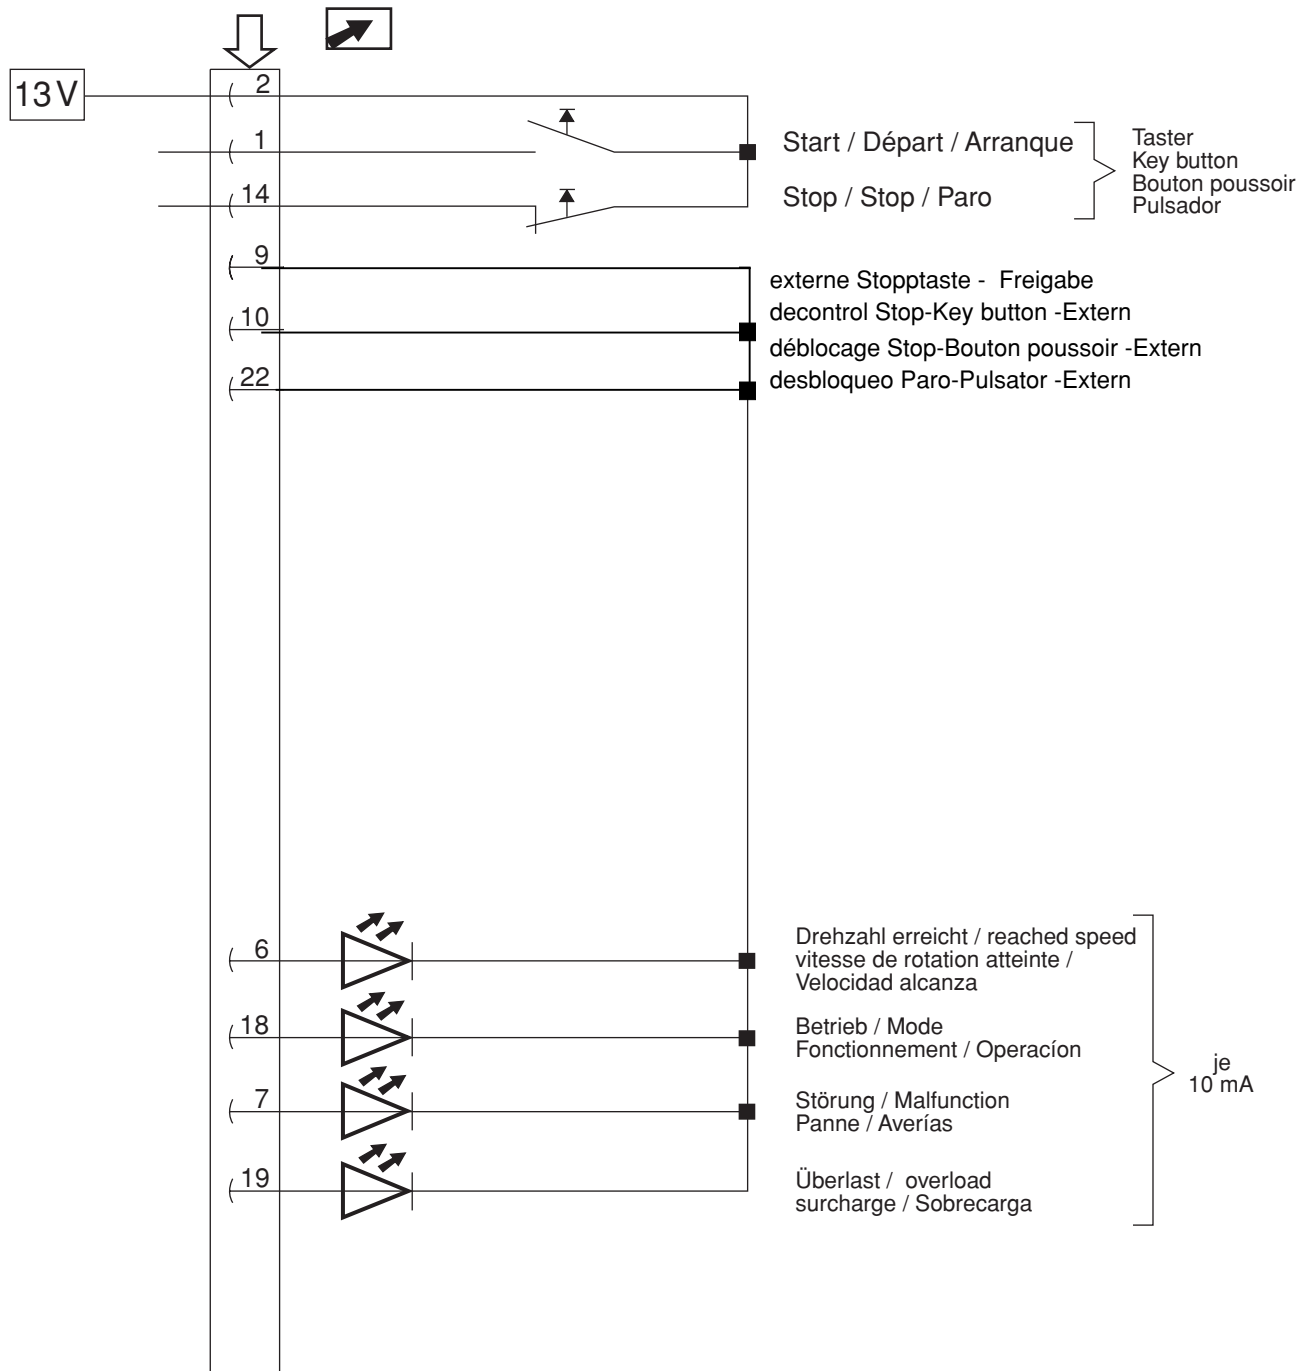 13V
2
1
Start / Départ / Arranque
Taster
Key button
Bouton poussoir
Pulsador
14
Stop / Stop / Paro
9
externe Stopptaste - Freigabe
decontrol Stop-Key button -Extern
10
déblocage Stop-Bouton poussoir -Extern
22
desbloqueo Paro-Pulsator -Extern
6
Drehzahl erreicht / reached speed
vitesse de rotation atteinte /
Velocidad alcanza
18
Betrieb / Mode
Fonctionnement / Operacíon
je
10 mA
7
Störung / Malfunction
Panne / Averías
19
Überlast / overload
surcharge / Sobrecarga